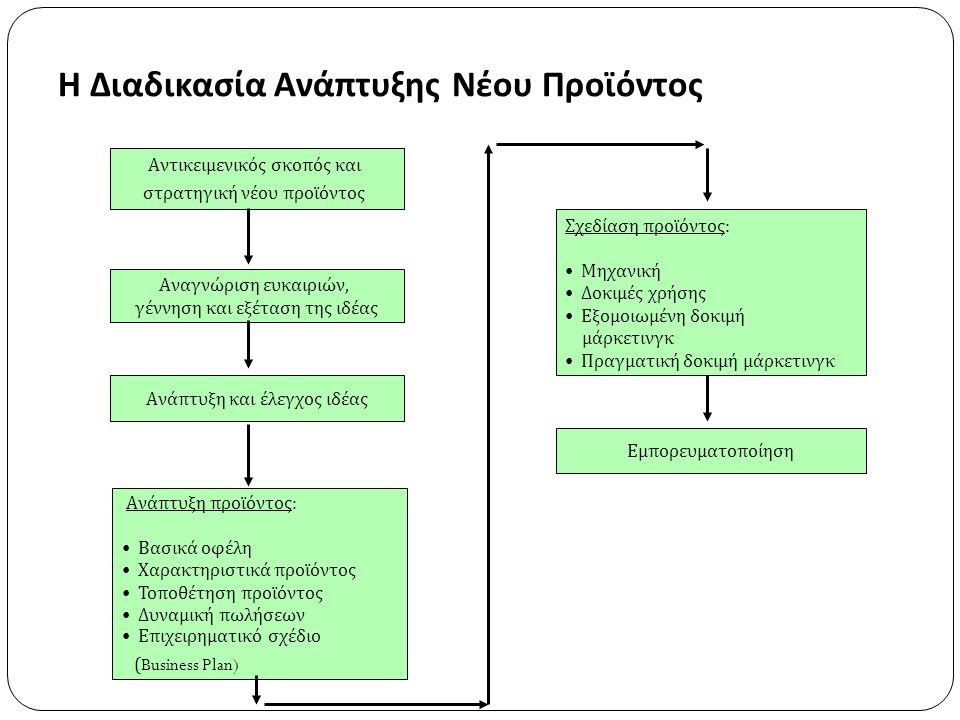 Η Διαδικασία Ανάπτυξης Νέου Προϊόντος
Αντικειμενικός σκοπός και
στρατηγική νέου προϊόντος
Αναγνώριση ευκαιριών,
γέννηση και εξέταση της ιδέας
Ανάπτυξη και έλεγχος ιδέας
Ανάπτυξη προϊόντος:
• Βασικά οφέλη
• Χαρακτηριστικά προϊόντος
• Τοποθέτηση προϊόντος
• Δυναμική πωλήσεων
• Επιχειρηματικό σχέδιο
(Business Plan)
Σχεδίαση προϊόντος:
• Μηχανική
• Δοκιμές χρήσης
• Εξομοιωμένη δοκιμή
μάρκετινγκ
• Πραγματική δοκιμή μάρκετινγκ
Εμπορευματοποίηση